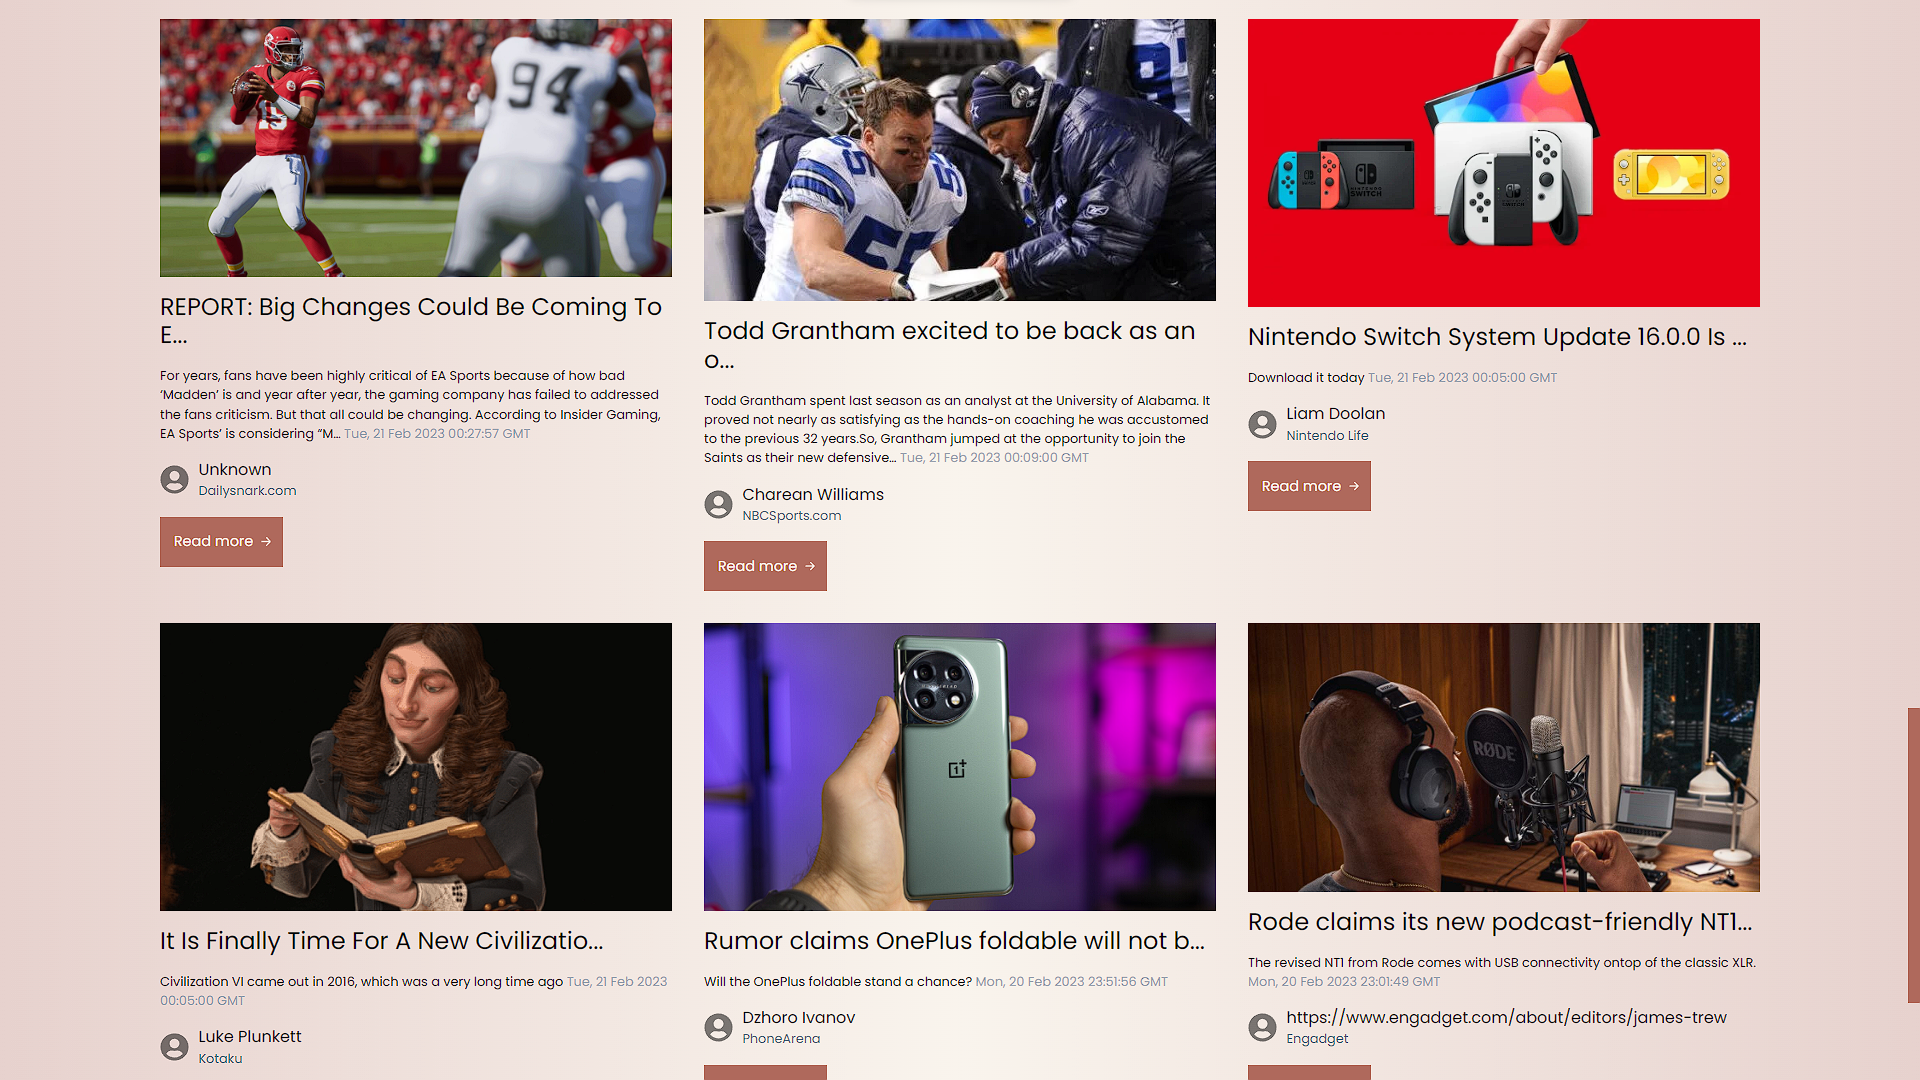 94
15
REPORT: Big Changes Could Be Coming To
E...
For years, fans have been highly critical of EA Sports because of how bad
‘Madden’ is and year after year, the gaming company has failed to addressed
the fans criticism. But that all could be changing. According to Insider Gaming,
EA Sports’ is considering “M… Tue, 21 Feb 2023 00:27:57 GMT
Unknown
Dailysnark.com
Read more →
55
Todd Grantham excited to be back as an
o...
Todd Grantham spent last season as an analyst at the University of Alabama. It
proved not nearly as satisfying as the hands-on coaching he was accustomed
to the previous 32 years.So, Grantham jumped at the opportunity to join the
Saints as their new defensive… Tue, 21 Feb 2023 00:09:00 GMT
Charean Williams
NBCSports.com
Read more →
NINTENDO
SWITCH
Nintendo Switch System Update 16.0.0 Is ...
Download it today Tue, 21 Feb 2023 00:05:00 GMT
Liam Doolan
Nintendo Life
Read more →
It Is Finally Time For A New Civilizatio...
Civilization VI came out in 2016, which was a very long time ago Tue, 21 Feb 2023
00:05:00 GMT
Luke Plunkett
Kotaku
1+
Rumor claims OnePlus foldable will not b...
Will the OnePlus foldable stand a chance? Mon, 20 Feb 2023 23:51:56 GMT
Dzhoro Ivanov
PhoneArena
RØDE
Rode claims its new podcast-friendly NT1...
The revised NT1 from Rode comes with USB connectivity ontop of the classic XLR.
Mon, 20 Feb 2023 23:01:49 GMT
https://www.engadget.com/about/editors/james-trew
Engadget